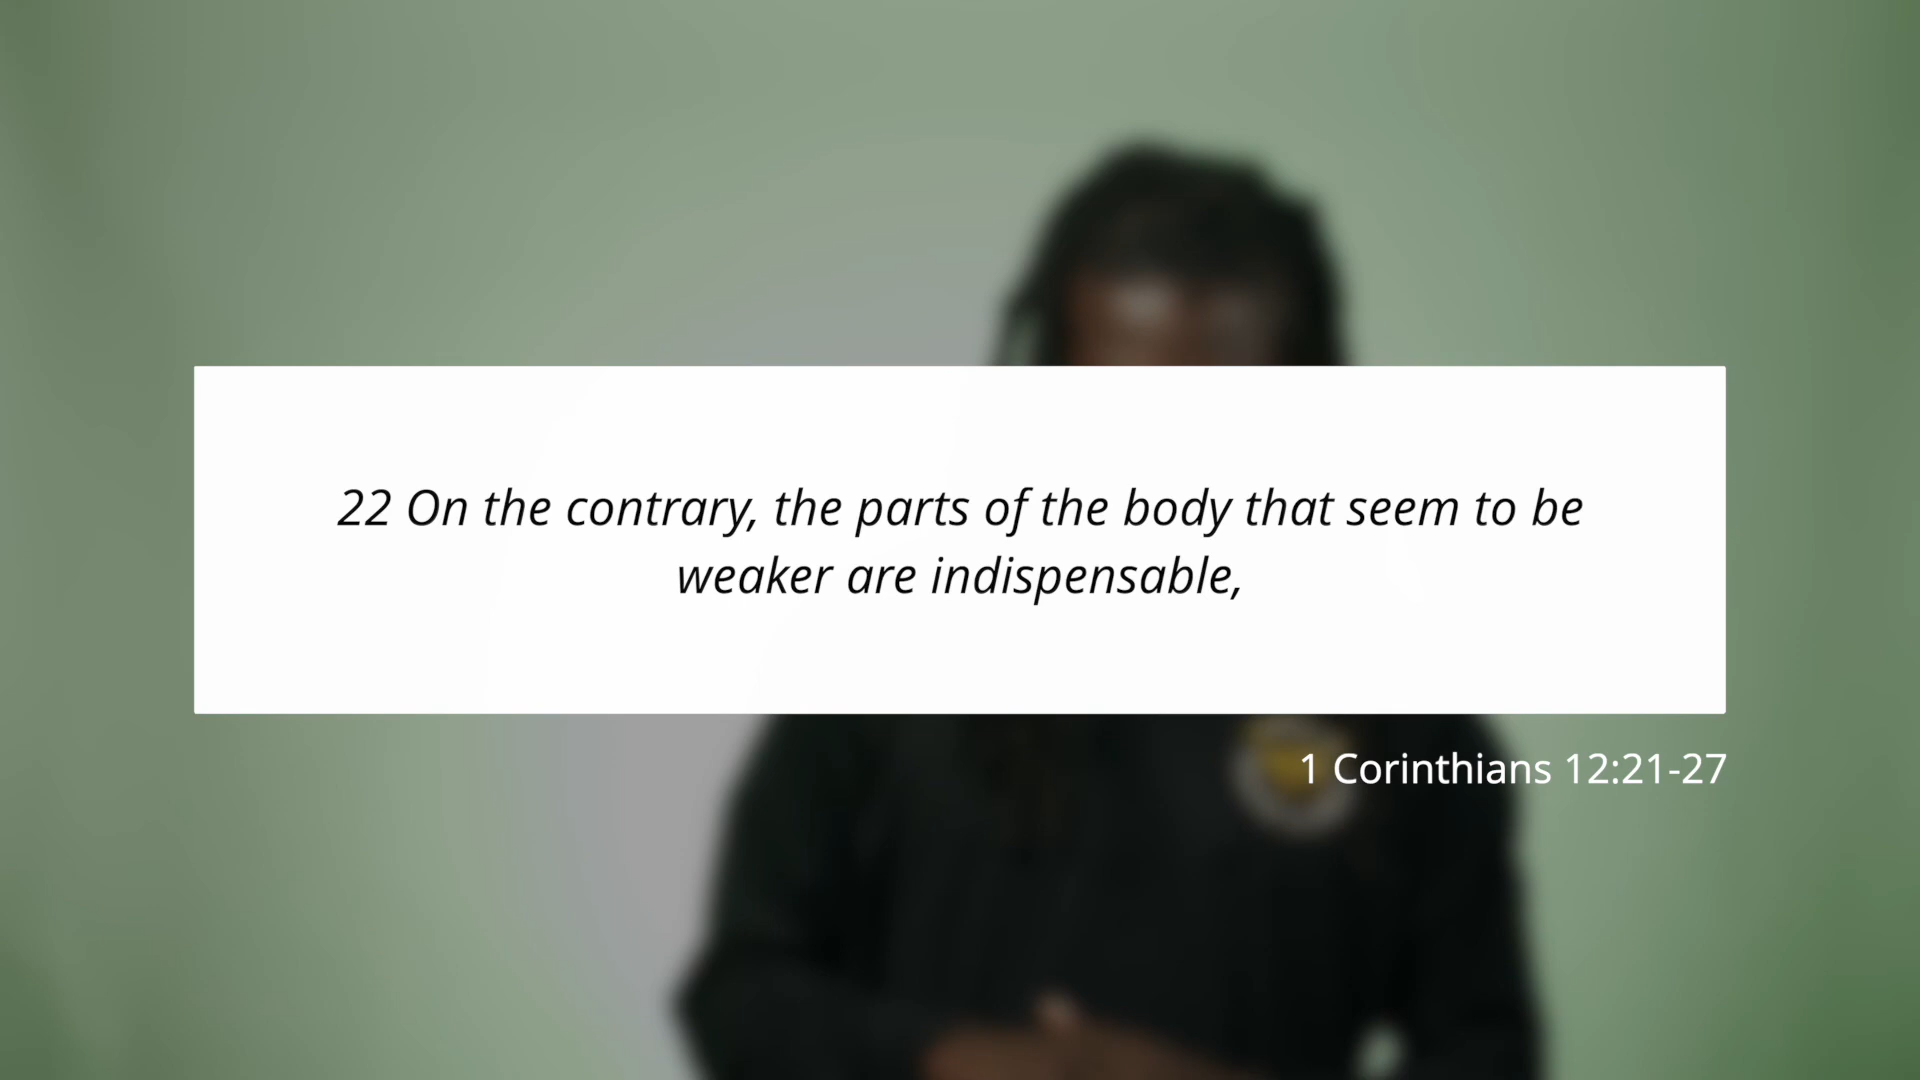 22 On the contrary, the parts of the body that seem to be
weaker are indispensable,
1 Corinthians 12:21-27